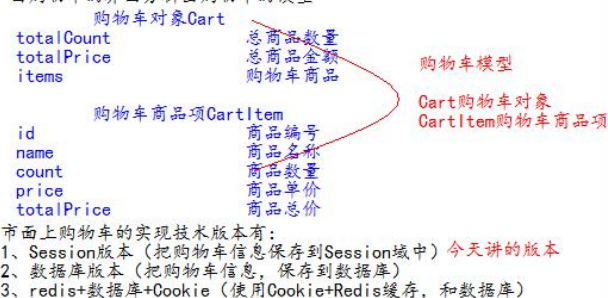 购物车对象Cart
totalCount 总商品数量
totalPrice 总商品金额
items 购物车商品
购物车模型
Cart购物车对象
CartItem购物车商品项
购物车商品项CartItem
id 商品编号
name 商品名称
count 商品数量
price 商品单价
totalPrice 商品总价
市面上购物车的实现技术版本有:
1、Session版本(把购物车信息保存到Session域中)今天讲的版本
2、数据库版本(把购物车信息,保存到数据库)
3、redis+数据库+Cookie(使用Cookie+Redis缓存,和数据库)